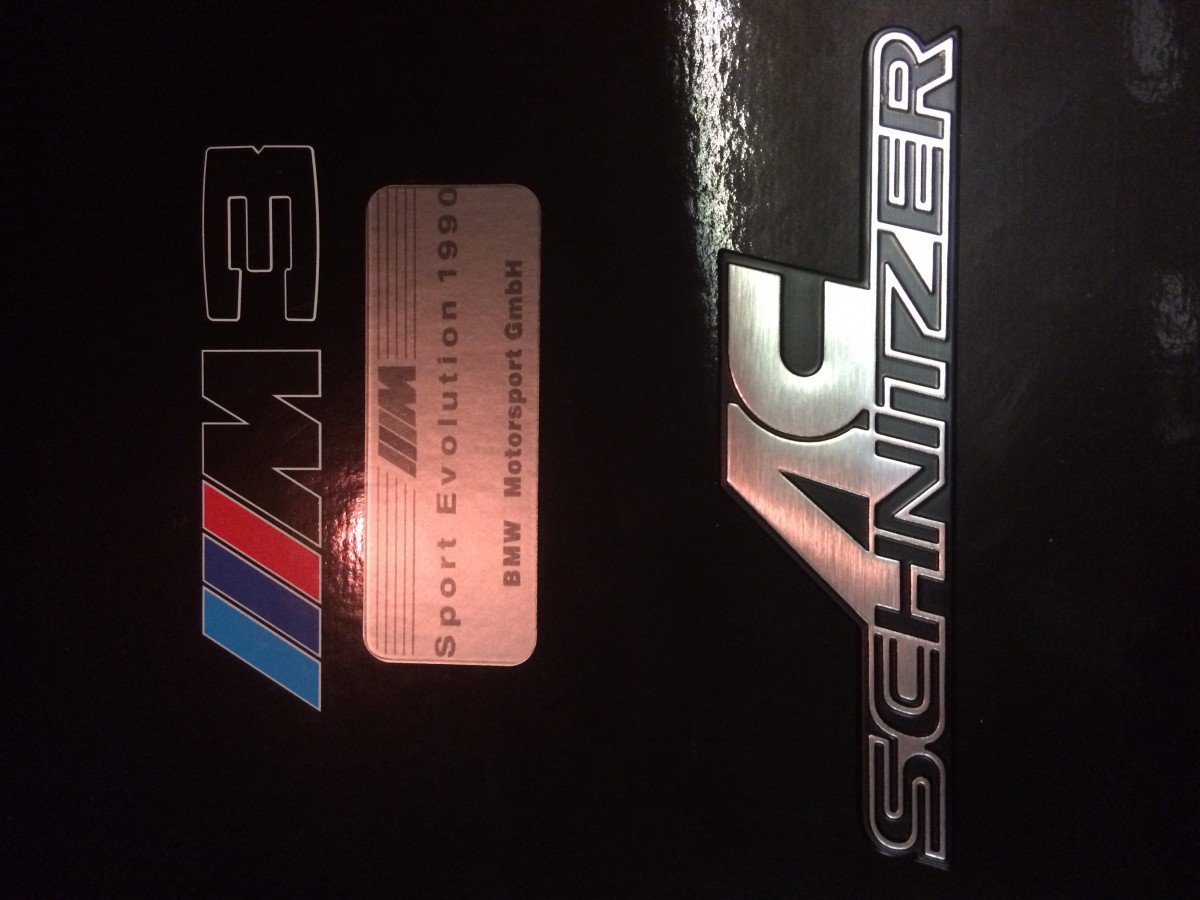 M3
M
Sport Evolution 1990
BMW Motorsport GmbH
AC
SCHNITZER